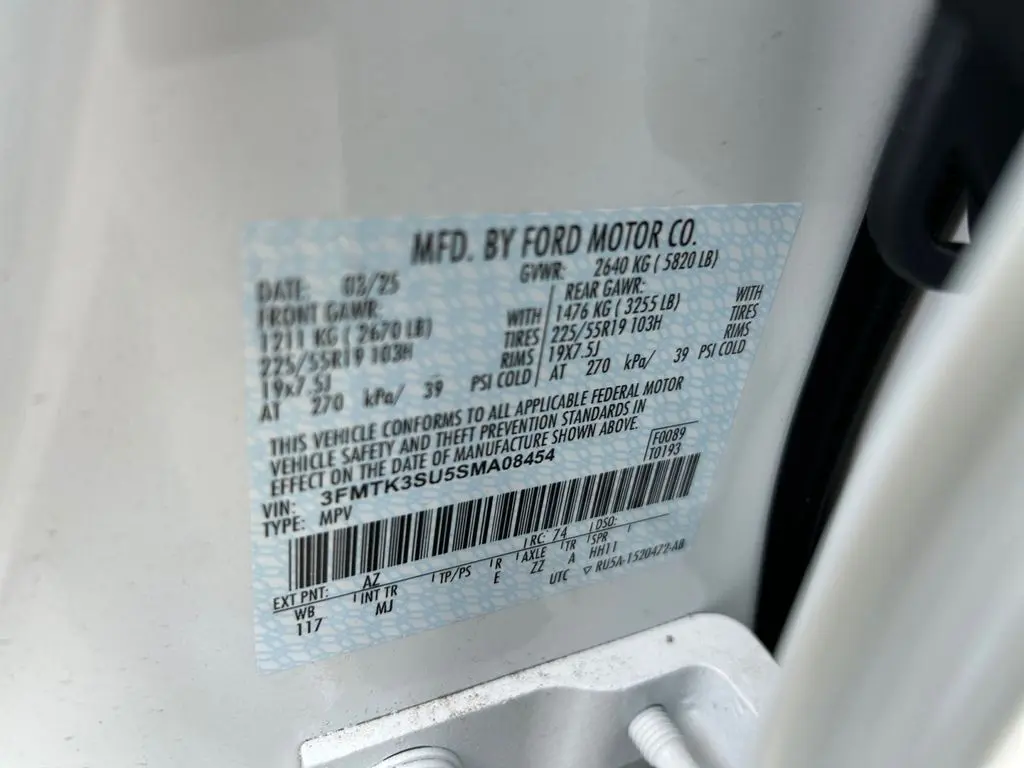 MFD. BY FORD MOTOR CO.
DATE: 03/25 GVWR: 2640 KG ( 5820 LB)
FRONT GAWR: REAR GAWR:
1211 KG ( 2670 LB) WITH 1476 KG ( 3255 LB) WITH
225/55R19 103H TIRES 225/55R19 103H TIRES
19x7.5J RIMS 19X7.5J RIMS
AT 270 kPa/ 39 PSI COLD AT 270 kPa/ 39 PSI COLD
THIS VEHICLE CONFORMS TO ALL APPLICABLE FEDERAL MOTOR
VEHICLE SAFETY AND THEFT PREVENTION STANDARDS IN
EFFECT ON THE DATE OF MANUFACTURE SHOWN ABOVE.
VIN: 3FMTK3SU5SMA08454 F0089
TYPE: MPV T0193
EXT PNT: AZ RC: 74 DSO:
WB INT TR TP/PS R AXLE TR SPR
117 MJ E ZZ A HH11
UTC RU5A-1520472-AB